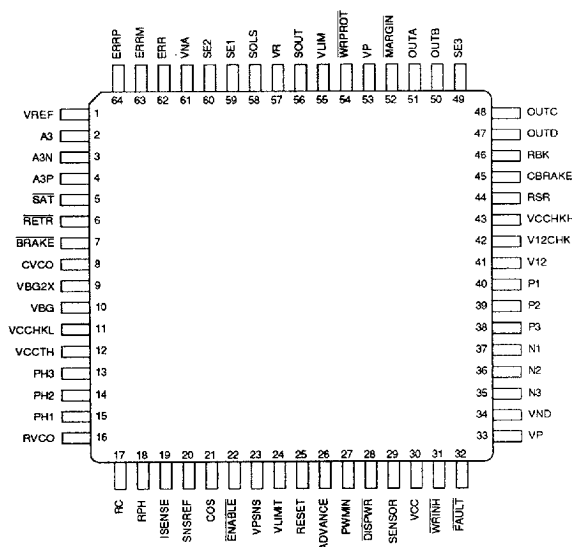 ERRP
ERRM
ERR
VNA
SE2
SE1
SOLS
VR
SOUT
VLIM
WRPROT
VP
MARGIN
OUTA
OUTB
SE3
64 63 62 61 60 59 58 57 56 55 54 53 52 51 50 49
VREF 1
A3 2
A3N 3
A3P 4
SAT 5
RETR 6
BRAKE 7
CVCO 8
VBG2X 9
VBG 10
VCCHKL 11
VCCTH 12
PH3 13
PH2 14
PH1 15
RVCO 16
48 OUTC
47 OUTD
46 RBK
45 CBRAKE
44 RSR
43 VCCHKH
42 V12CHK
41 V12
40 P1
39 P2
38 P3
37 N1
36 N2
35 N3
34 VND
33 VP
17 18 19 20 21 22 23 24 25 26 27 28 29 30 31 32
RC
RPH
ISENSE
SNSREF
COS
ENABLE
VPSNS
VLIMIT
RESET
ADVANCE
PWMIN
DISPWR
SENSOR
VCC
WRINH
FAULT